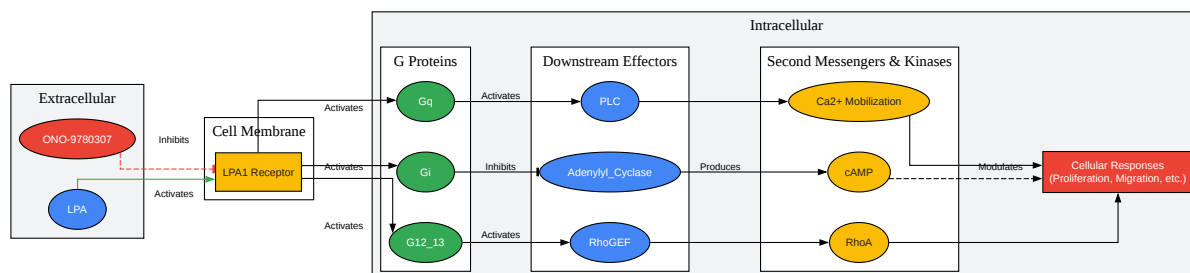 Intracellular
G Proteins
Downstream Effectors
Second Messengers & Kinases
Extracellular
Cell Membrane
Activates
Gq
Activates
PLC
Ca2+ Mobilization
ONO-9780307
Inhibits
LPA1 Receptor
Activates
Gi
Inhibits
Adenylyl_Cyclase
Produces
cAMP
Modulates
Cellular Responses
(Proliferation, Migration, etc.)
LPA
Activates
Activates
G12_13
Activates
RhoGEF
RhoA